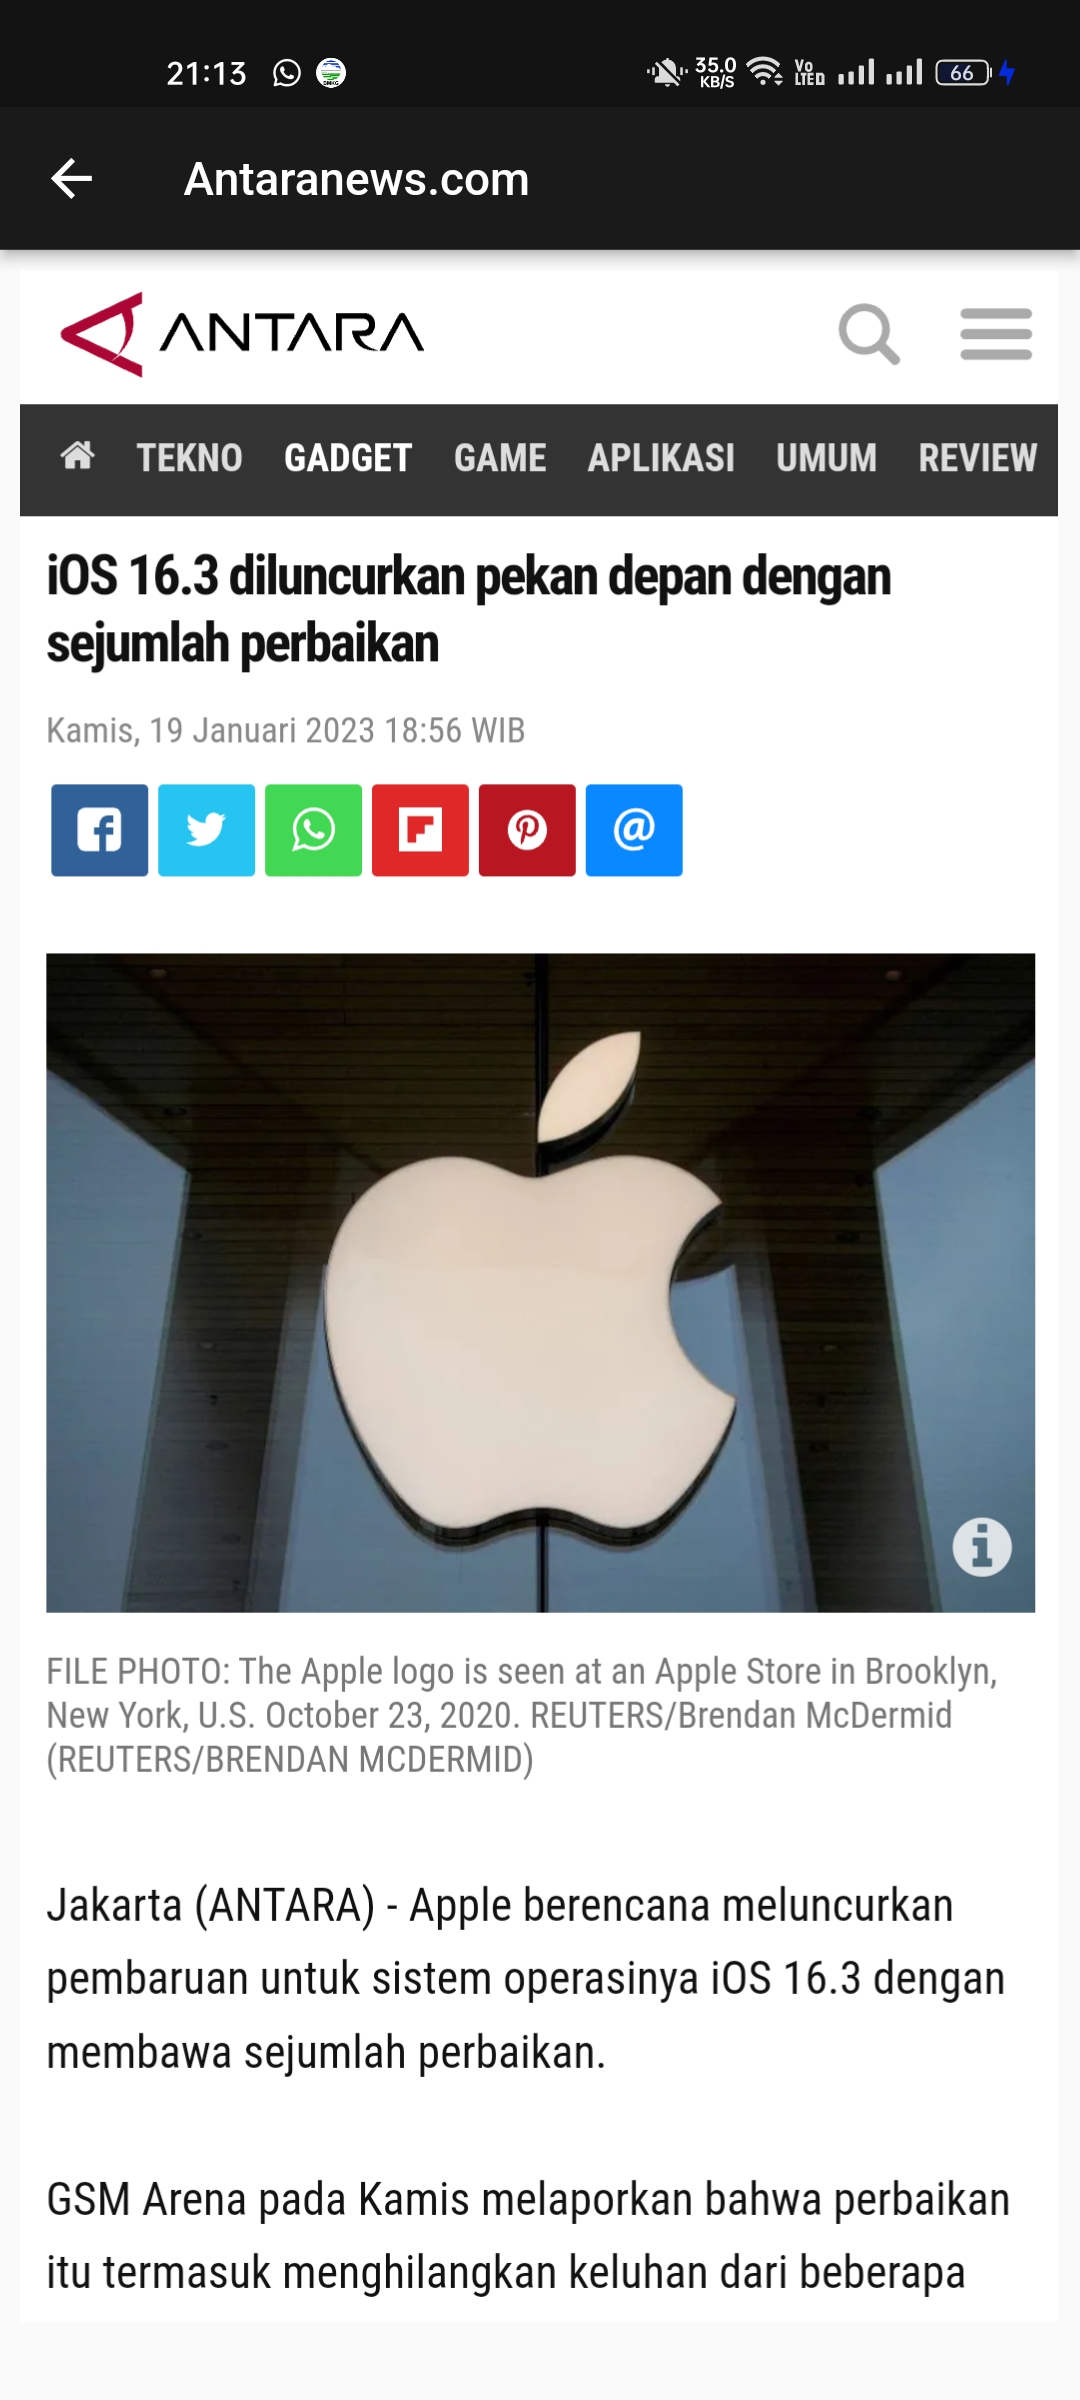 21:13
35.0
KB/S
Vo
LTED
66
Antaranews.com
ANTARA
TEKNO GADGET GAME APLIKASI UMUM REVIEW
iOS 16.3 diluncurkan pekan depan dengan
sejumlah perbaikan
Kamis, 19 Januari 2023 18:56 WIB
FILE PHOTO: The Apple logo is seen at an Apple Store in Brooklyn,
New York, U.S. October 23, 2020. REUTERS/Brendan McDermid
(REUTERS/BRENDAN MCDERMID)
Jakarta (ANTARA) - Apple berencana meluncurkan
pembaruan untuk sistem operasinya iOS 16.3 dengan
membawa sejumlah perbaikan.
GSM Arena pada Kamis melaporkan bahwa perbaikan
itu termasuk menghilangkan keluhan dari beberapa